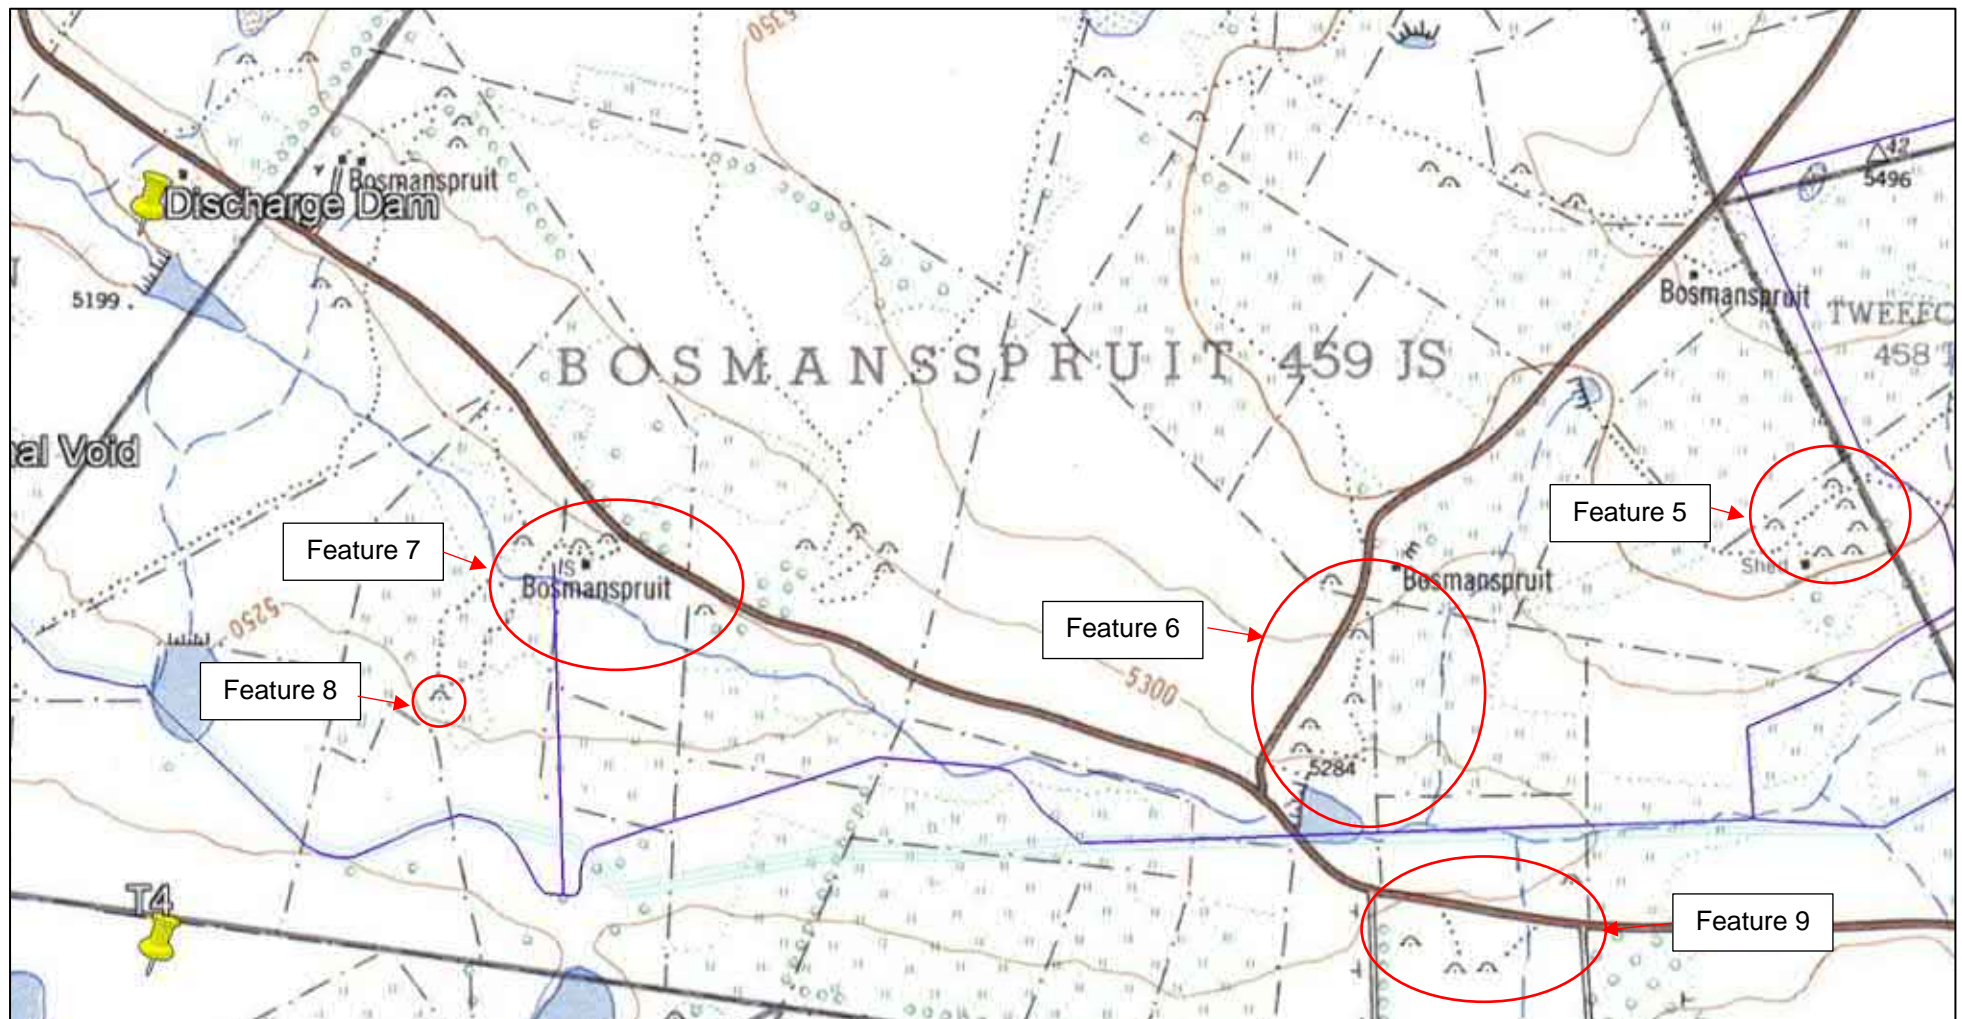 5350
42
5496
Bosmanspruit
Discharge Dam
5199
Bosmanspruit
TWEEFO
458
BOSMANSSPRUIT 459 JS
al Void
Feature 5
Feature 7
Shed
Bosmanspruit
Bosmanspruit
5250
Feature 6
Feature 8
5300
5284
T4
Feature 9